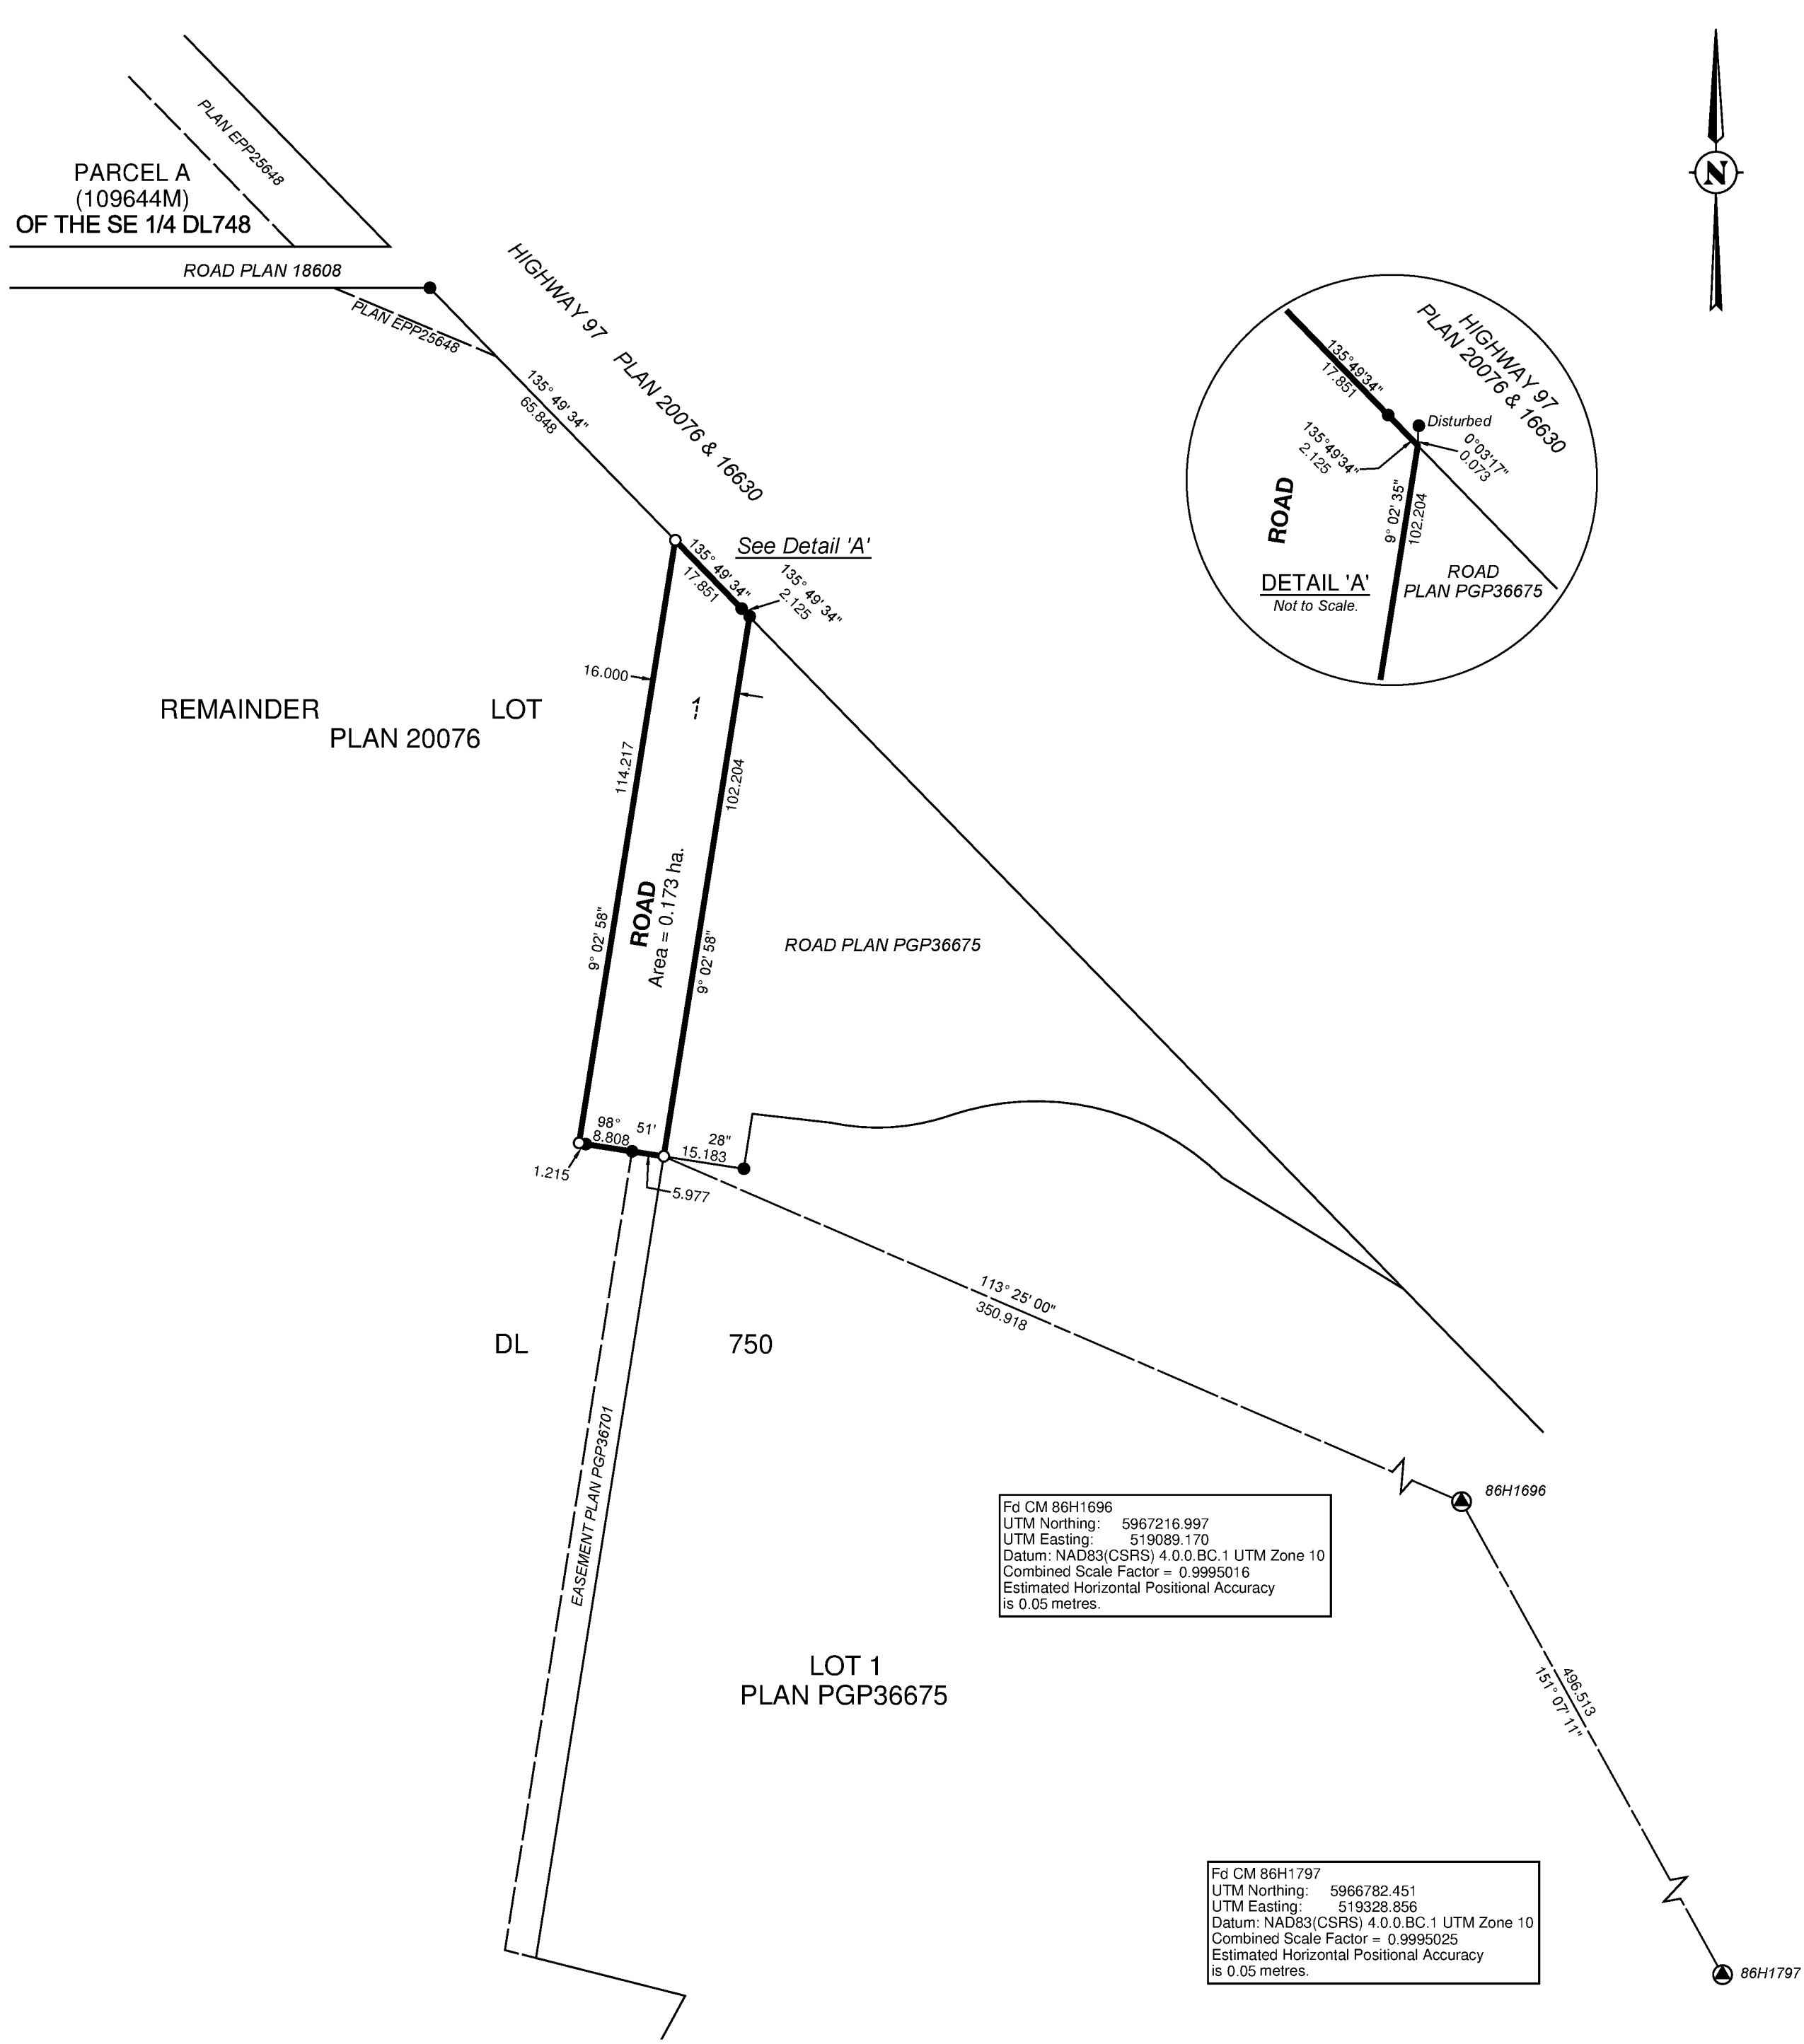 PLAN EPP25648
PARCEL A
(109644M)
OF THE SE 1/4 DL748
ROAD PLAN 18608
PLAN EPP25648
HIGHWAY 97 PLAN 20076 & 16630
135° 49' 34"
65.848
N
HIGHWAY 97
PLAN 20076 & 16630
135°49'34"
17.851
Disturbed
135°49'34"
2.125
0°03'17"
0.073
ROAD
9° 02' 35"
102.204
DETAIL 'A'
Not to Scale.
ROAD
PLAN PGP36675
See Detail 'A'
135° 49' 34"
17.851
135° 49' 34"
2.125
16.000
REMAINDER LOT 1
PLAN 20076
114.217
102.204
9° 02' 58"
ROAD
Area = 0.173 ha.
9° 02' 58"
ROAD PLAN PGP36675
98° 51' 28"
8.808
15.183
1.215
5.977
113° 25' 00"
350.918
DL 750
EASEMENT PLAN PGP36701
86H1696
Fd CM 86H1696
UTM Northing: 5967216.997
UTM Easting: 519089.170
Datum: NAD83(CSRS) 4.0.0.BC.1 UTM Zone 10
Combined Scale Factor = 0.9995016
Estimated Horizontal Positional Accuracy
is 0.05 metres.
LOT 1
PLAN PGP36675
496.513
151° 07' 11"
Fd CM 86H1797
UTM Northing: 5966782.451
UTM Easting: 519328.856
Datum: NAD83(CSRS) 4.0.0.BC.1 UTM Zone 10
Combined Scale Factor = 0.9995025
Estimated Horizontal Positional Accuracy
is 0.05 metres.
86H1797